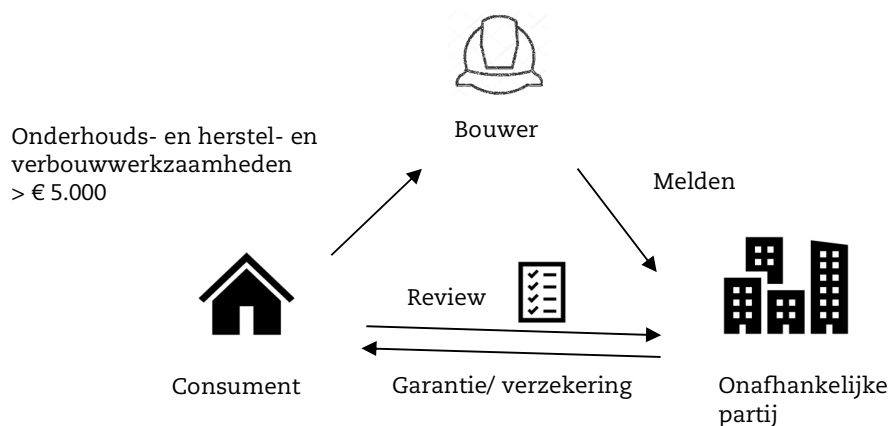 Bouwer
Onderhouds- en herstel- en
verbouwwerkzaamheden
> € 5.000
Melden
Review
Consument
Garantie/ verzekering
Onafhankelijke
partij